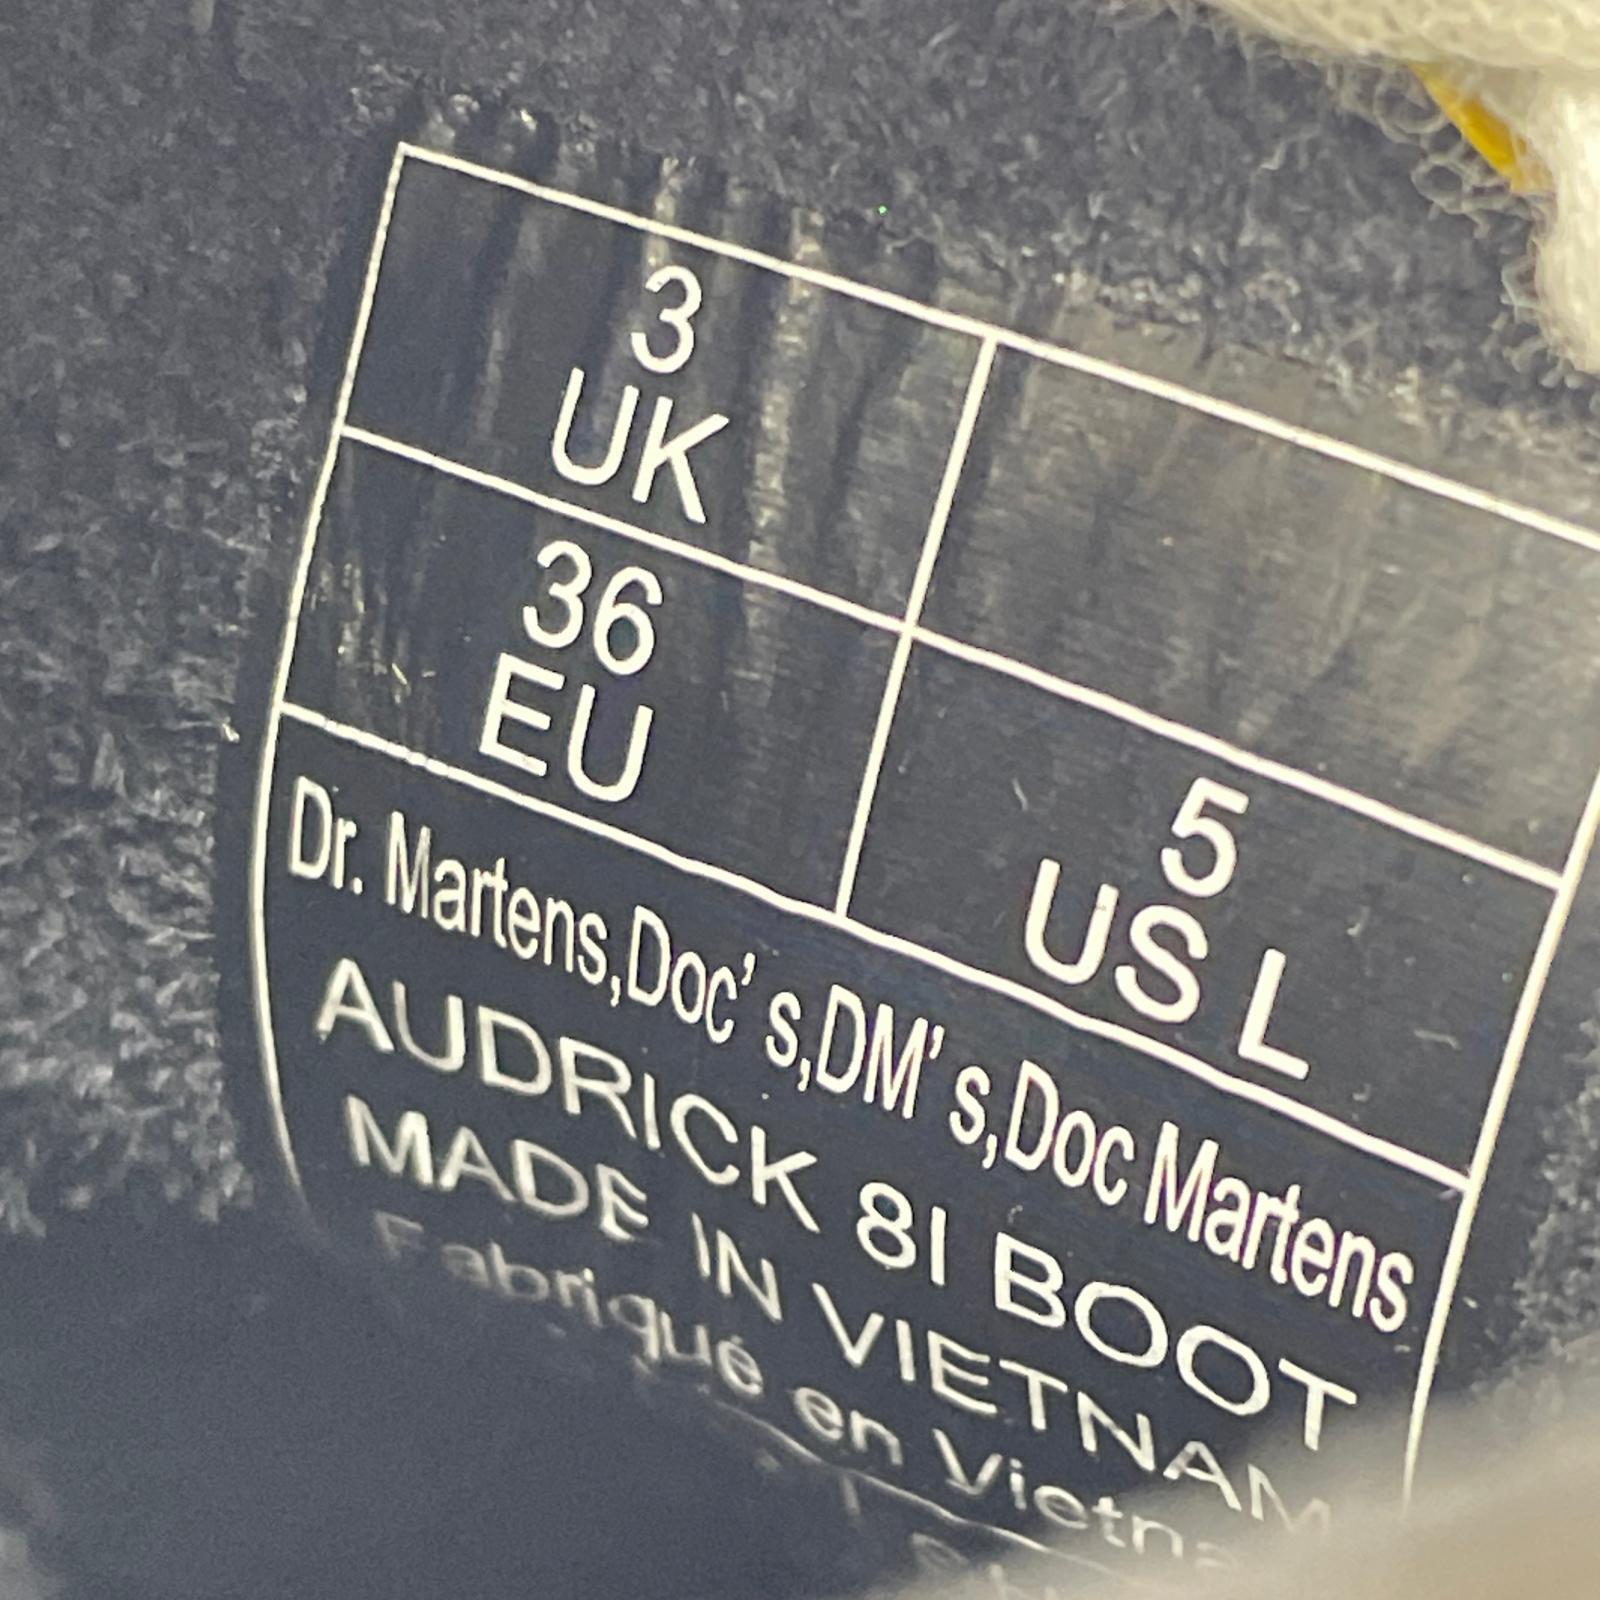 3
UK
36
EU
5
US L
Dr. Martens,Doc' s,DM' s,Doc Martens
AUDRICK 8I BOOT
MADE IN VIETNAM
Fabriqué en